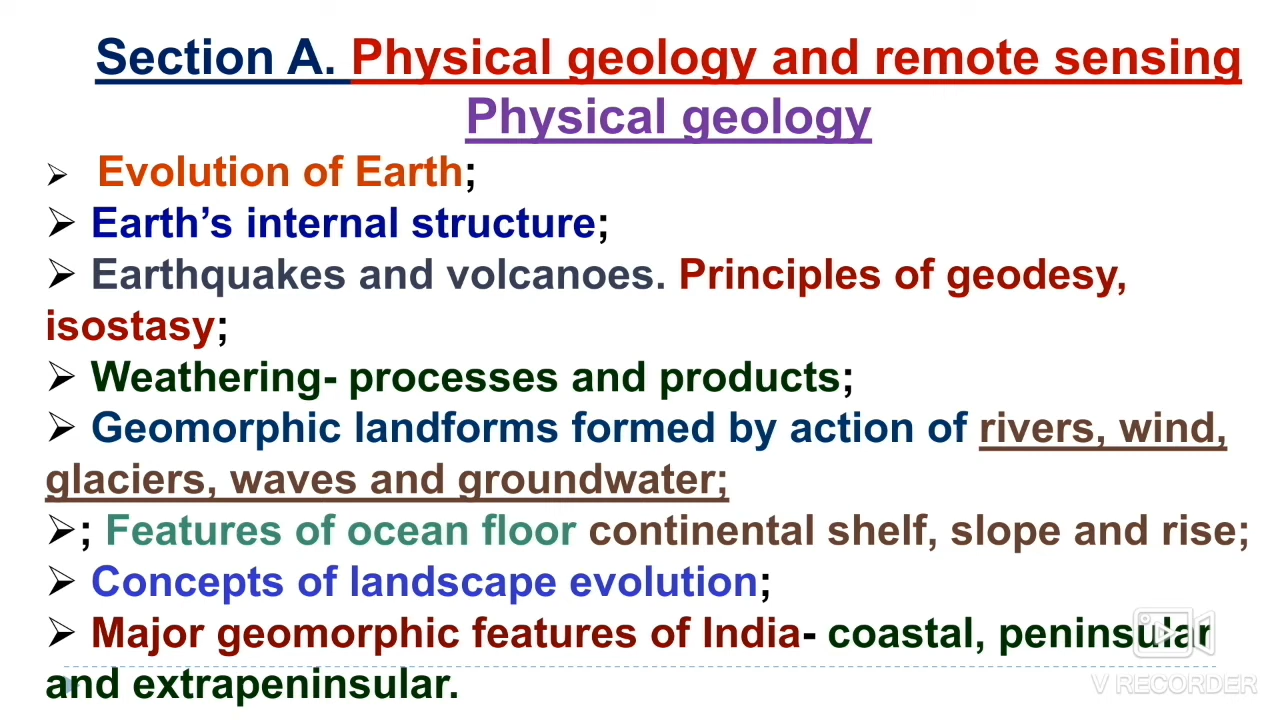 Section A. Physical geology and remote sensing
Physical geology
➢ Evolution of Earth;
➢ Earth’s internal structure;
➢ Earthquakes and volcanoes. Principles of geodesy,
isostasy;
➢ Weathering- processes and products;
➢ Geomorphic landforms formed by action of rivers, wind,
glaciers, waves and groundwater;
➢; Features of ocean floor continental shelf, slope and rise;
➢ Concepts of landscape evolution;
➢ Major geomorphic features of India- coastal, peninsular
and extrapeninsular.
V RECORDER